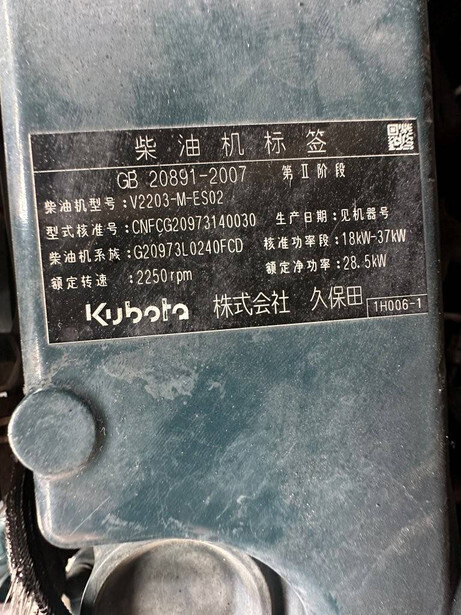 柴油机标签
GB 20891-2007 第Ⅱ阶段
柴油机型号: V2203-M-ES02
型式核准号: CNFCG20973140030 生产日期: 见机器号
柴油机系族: G20973L0240FCD 核准功率段: 18kW-37kW
额定转速 : 2250rpm 额定净功率: 28.5kW
Kubota 株式会社 久保田 1H006-1